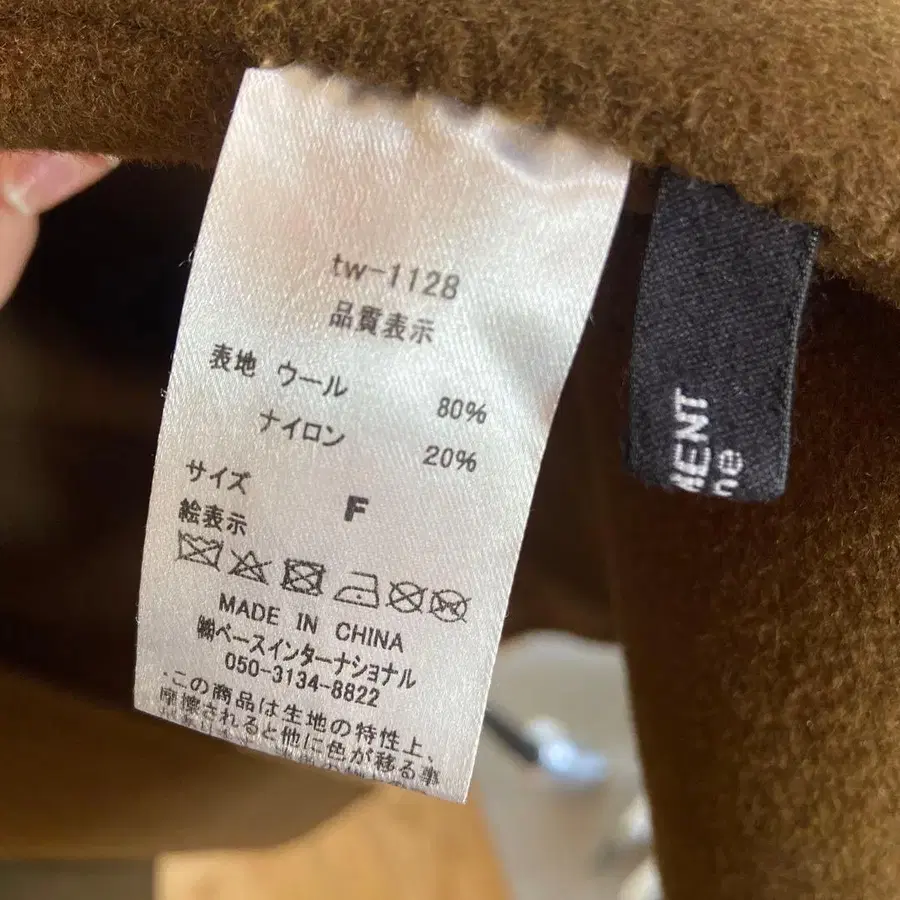 tw-1128
品質表示
表地 ウール 80%
ナイロン 20%
サイズ F
絵表示
MADE IN CHINA
㈱ベースインターナショナル
050-3134-8822
・この商品は生地の特性上、
摩擦されると他に色が移る事
MENT
ne